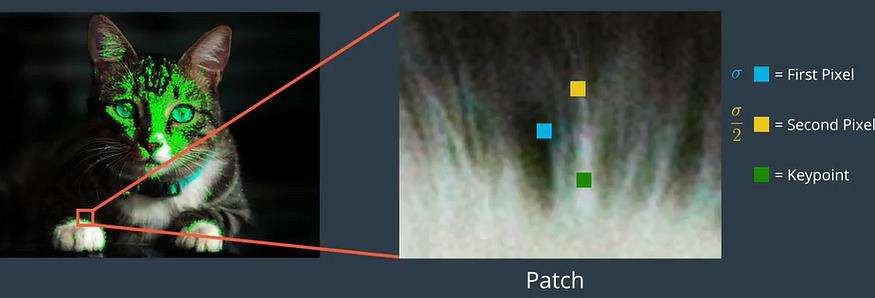 σ = First Pixel
σ/2 = Second Pixel
= Keypoint
Patch